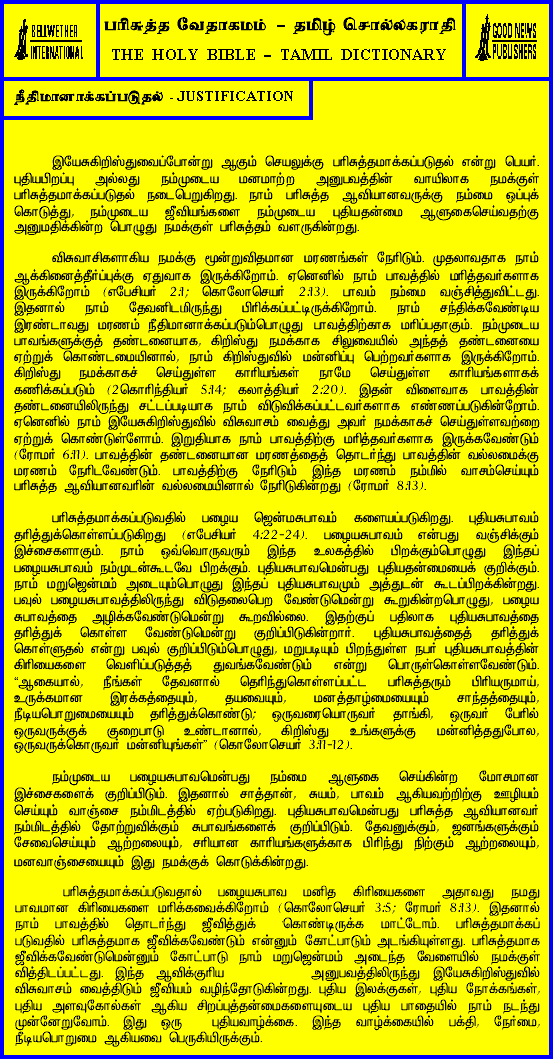 BELLWETHER
INTERNATIONAL
பரிசுத்த வேதாகமம் – தமிழ் சொல்லகராதி
THE HOLY BIBLE – TAMIL DICTIONARY
GOOD NEWS
PUBLISHERS
நீதிமானாக்கப்படுதல் - JUSTIFICATION
இயேசுகிறிஸ்துவைப்போன்று ஆகும் செயலுக்கு பரிசுத்தமாக்கப்படுதல் என்று பெயர்.
புதியபிறப்பு அல்லது நம்முடைய மனமாற்ற அனுபவத்தின் வாயிலாக நமக்குள்
பரிசுத்தமாக்கப்படுதல் நடைபெறுகிறது. நாம் பரிசுத்த ஆவியானவருக்கு நம்மை ஒப்புக்
கொடுத்து, நம்முடைய ஜீவியங்களை நம்முடைய புதியதன்மை ஆளுகைசெய்வதற்கு
அனுமதிக்கின்ற பொழுது நமக்குள் பரிசுத்தம் வளருகின்றது.
விசுவாசிகளாகிய நமக்கு மூன்றுவிதமான மரணங்கள் நேரிடும். முதலாவதாக நாம்
ஆக்கினைத்தீர்ப்புக்கு ஏதுவாக இருக்கிறோம். ஏனெனில் நாம் பாவத்தில் மரித்தவர்களாக
இருக்கிறோம் (எபேசியர் 2:1; கொலோசெயர் 2:13). பாவம் நம்மை வஞ்சித்துவிட்டது.
இதனால் நாம் தேவனிடமிருந்து பிரிக்கப்பட்டிருக்கிறோம். நாம் சந்திக்கவேண்டிய
இரண்டாவது மரணம் நீதிமானாக்கப்படும்பொழுது பாவத்திற்காக மரிப்பதாகும். நம்முடைய
பாவங்களுக்குத் தண்டனையாக, கிறிஸ்து நமக்காக சிலுவையில் அந்தத் தண்டனையை
ஏற்றுக் கொண்டமையினால், நாம் கிறிஸ்துவில் மன்னிப்பு பெற்றவர்களாக இருக்கிறோம்.
கிறிஸ்து நமக்காகச் செய்துள்ள காரியங்கள் நாமே செய்துள்ள காரியங்களாகக்
கணிக்கப்படும் (2கொரிந்தியர் 5:14; கலாத்தியர் 2:20). இதன் விளைவாக பாவத்தின்
தண்டனையிலிருந்து சட்டப்படியாக நாம் விடுவிக்கப்பட்டவர்களாக எண்ணப்படுகின்றோம்.
ஏனெனில் நாம் இயேசுகிறிஸ்துவில் விசுவாசம் வைத்து அவர் நமக்காகச் செய்துள்ளவற்றை
ஏற்றுக் கொண்டுள்ளோம். இறுதியாக நாம் பாவத்திற்கு மரித்தவர்களாக இருக்கவேண்டும்
(ரோமர் 6:11). பாவத்தின் தண்டனையான மரணத்தைத் தொடர்ந்து பாவத்தின் வல்லமைக்கு
மரணம் நேரிடவேண்டும். பாவத்திற்கு நேரிடும் இந்த மரணம் நம்மில் வாசம்செய்யும்
பரிசுத்த ஆவியானவரின் வல்லமையினால் நேரிடுகின்றது (ரோமர் 8:13).
பரிசுத்தமாக்கப்படுவதில் பழைய ஜென்மசுபாவம் களையப்படுகிறது. புதியசுபாவம்
தரித்துக்கொள்ளப்படுகிறது (எபேசியர் 4:22-24). பழையசுபாவம் என்பது வஞ்சிக்கும்
இச்சைகளாகும். நாம் ஒவ்வொருவரும் இந்த உலகத்தில் பிறக்கும்பொழுது இந்தப்
பழையசுபாவம் நம்முடன்கூடவே பிறக்கும். புதியசுபாவமென்பது புதியதன்மையைக் குறிக்கும்.
நாம் மறுஜென்மம் அடையும்பொழுது இந்தப் புதியசுபாவமும் அத்துடன் கூடப்பிறக்கின்றது.
பவுல் பழையசுபாவத்திலிருந்து விடுதலைபெற வேண்டுமென்று கூறுகின்றபொழுது, பழைய
சுபாவத்தை அழிக்கவேண்டுமென்று கூறவில்லை. இதற்குப் பதிலாக புதியசுபாவத்தை
தரித்துக் கொள்ள வேண்டுமென்று குறிப்பிடுகின்றார். புதியசுபாவத்தைத் தரித்துக்
கொள்ளுதல் என்று பவுல் குறிப்பிடும்பொழுது, மறுபடியும் பிறந்துள்ள நபர் புதியசுபாவத்தின்
கிரியைகளை வெளிப்படுத்தத் துவங்கவேண்டும் என்று பொருள்கொள்ளவேண்டும்.
“ஆகையால், நீங்கள் தேவனால் தெரிந்துகொள்ளப்பட்ட பரிசுத்தரும் பிரியருமாய்,
உருக்கமான இரக்கத்தையும், தயவையும், மனத்தாழ்மையையும் சாந்தத்தையும்,
நீடியபொறுமையையும் தரித்துக்கொண்டு; ஒருவரையொருவர் தாங்கி, ஒருவர் பேரில்
ஒருவருக்குக் குறைபாடு உண்டானால், கிறிஸ்து உங்களுக்கு மன்னித்ததுபோல,
ஒருவருக்கொருவர் மன்னியுங்கள்” (கொலோசெயர் 3:11-12).
நம்முடைய பழையசுபாவமென்பது நம்மை ஆளுகை செய்கின்ற மோசமான
இச்சைகளைக் குறிப்பிடும். இதனால் சாத்தான், சுயம், பாவம் ஆகியவற்றிற்கு ஊழியம்
செய்யும் வாஞ்சை நம்மிடத்தில் ஏற்படுகிறது. புதியசுபாவமென்பது பரிசுத்த ஆவியானவர்
நம்மிடத்தில் தோற்றுவிக்கும் சுபாவங்களைக் குறிப்பிடும். தேவனுக்கும், ஜனங்களுக்கும்
சேவைசெய்யும் ஆற்றலையும், சரியான காரியங்களுக்காக பிரிந்து நிற்கும் ஆற்றலையும்,
மனவாஞ்சையையும் இது நமக்குக் கொடுக்கின்றது.
பரிசுத்தமாக்கப்படுவதால் பழையசுபாவ மனித கிரியைகளை அதாவது நமது
பாவமான கிரியைகளை மரிக்கவைக்கிறோம் (கொலோசெயர் 3:5; ரோமர் 8:13). இதனால்
நாம் பாவத்தில் தொடர்ந்து ஜீவித்துக் கொண்டிருக்க மாட்டோம். பரிசுத்தமாக்கப்
படுவதில் பரிசுத்தமாக ஜீவிக்கவேண்டும் என்னும் கோட்பாடும் அடங்கியுள்ளது. பரிசுத்தமாக
ஜீவிக்கவேண்டுமென்னும் கோட்பாடு நாம் மறுஜென்மம் அடைந்த வேளையில் நமக்குள்
வித்திடப்பட்டது. இந்த ஆவிக்குரிய அனுபவத்திலிருந்து இயேசுகிறிஸ்துவில்
விசுவாசம் வைத்திடும் ஜீவியம் வழிந்தோடுகின்றது. புதிய இலக்குகள், புதிய நோக்கங்கள்,
புதிய அளவுகோல்கள் ஆகிய சிறப்புத்தன்மைகளையுடைய புதிய பாதையில் நாம் நடந்து
முன்னேறுவோம். இது ஒரு புதியவாழ்க்கை. இந்த வாழ்க்கையில் பக்தி, நேர்மை,
நீடியபொறுமை ஆகியவை பெருகியிருக்கும்.